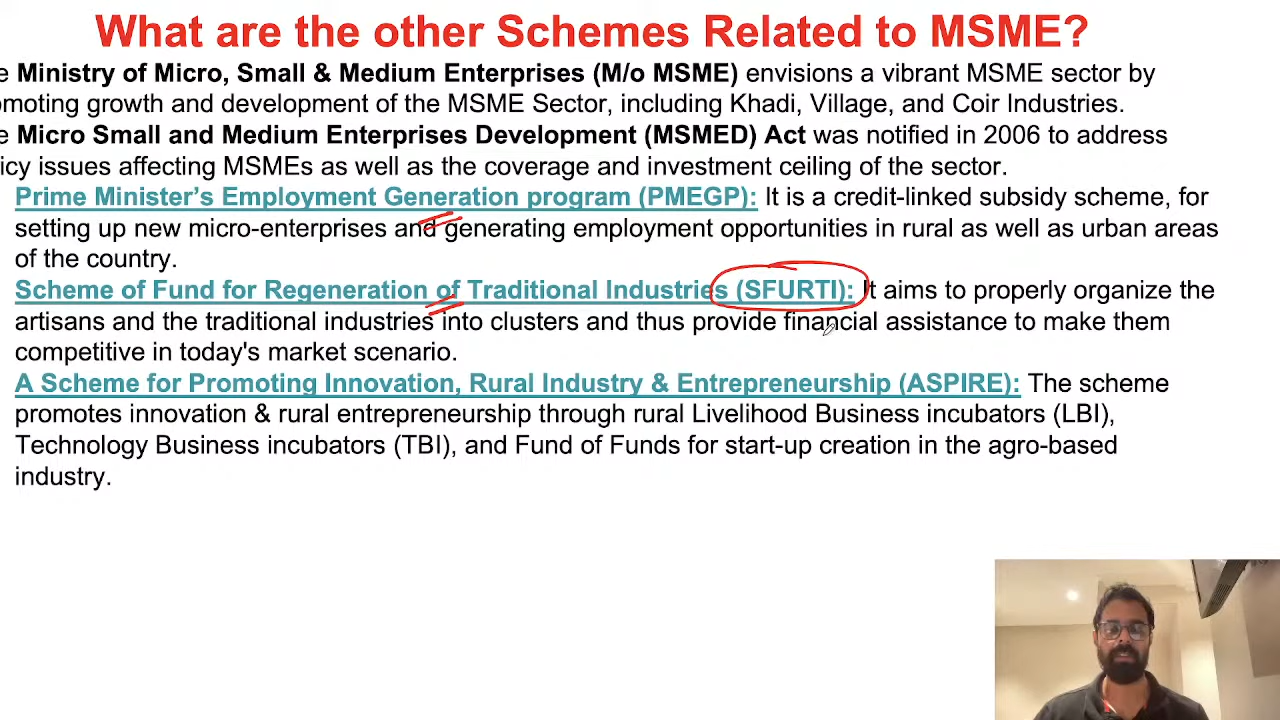 What are the other Schemes Related to MSME?
e Ministry of Micro, Small & Medium Enterprises (M/o MSME) envisions a vibrant MSME sector by
omoting growth and development of the MSME Sector, including Khadi, Village, and Coir Industries.
e Micro Small and Medium Enterprises Development (MSMED) Act was notified in 2006 to address
icy issues affecting MSMEs as well as the coverage and investment ceiling of the sector.
Prime Minister’s Employment Generation program (PMEGP): It is a credit-linked subsidy scheme, for
setting up new micro-enterprises and generating employment opportunities in rural as well as urban areas
of the country.
Scheme of Fund for Regeneration of Traditional Industries (SFURTI): It aims to properly organize the
artisans and the traditional industries into clusters and thus provide financial assistance to make them
competitive in today's market scenario.
A Scheme for Promoting Innovation, Rural Industry & Entrepreneurship (ASPIRE): The scheme
promotes innovation & rural entrepreneurship through rural Livelihood Business incubators (LBI),
Technology Business incubators (TBI), and Fund of Funds for start-up creation in the agro-based
industry.